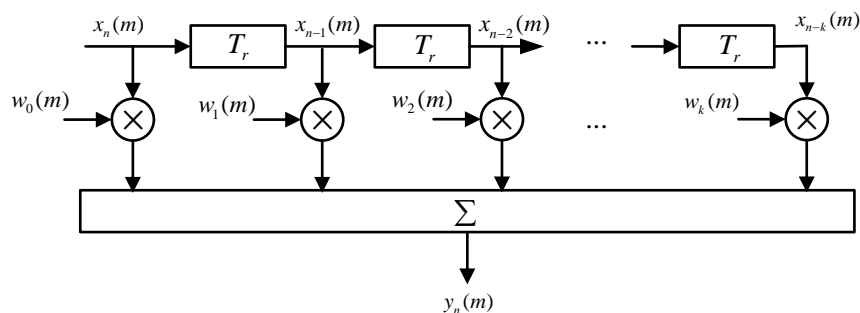 x_n(m) x_{n-1}(m) x_{n-2}(m) x_{n-k}(m)
T_r T_r ... T_r
w_0(m) w_1(m) w_2(m) ... w_k(m)
× × × ×
Σ
y_n(m)